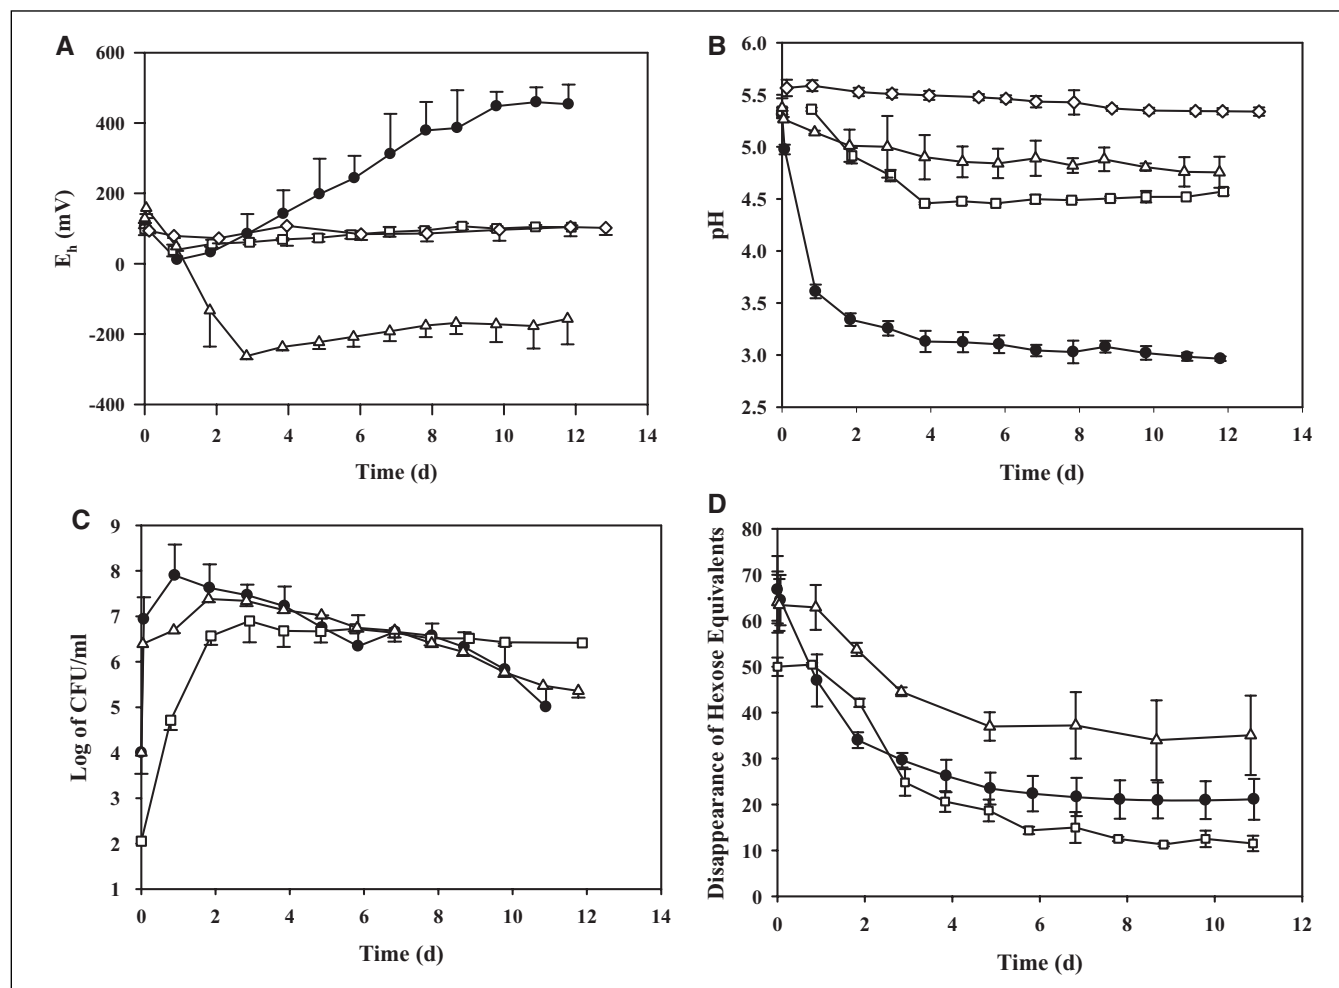 A
600
400
200
0
-200
-400
0 2 4 6 8 10 12 14
Time (d)
Eh (mV)
B
6.0
5.5
5.0
4.5
4.0
3.5
3.0
2.5
0 2 4 6 8 10 12 14
Time (d)
pH
C
9
8
7
6
5
4
3
2
1
0 2 4 6 8 10 12 14
Time (d)
Log of CFU/ml
D
80
70
60
50
40
30
20
10
0
0 2 4 6 8 10 12
Time (d)
Disappearance of Hexose Equivalents